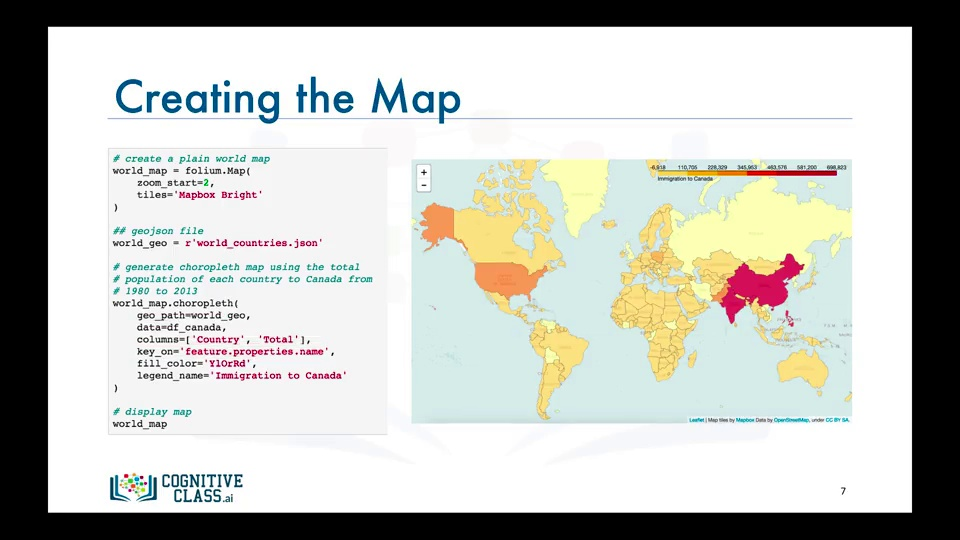 Creating the Map
# create a plain world map
world_map = folium.Map(
    zoom_start=2,
    tiles='Mapbox Bright'
)
## geojson file
world_geo = r'world_countries.json'
# generate choropleth map using the total
# population of each country to Canada from
# 1980 to 2013
world_map.choropleth(
    geo_path=world_geo,
    data=df_canada,
    columns=['Country', 'Total'],
    key_on='feature.properties.name',
    fill_color='YlOrRd',
    legend_name='Immigration to Canada'
)
# display map
world_map
+
−
-6,918 110,705 228,329 345,953 463,576 581,200 698,823
Immigration to Canada
Leaflet | Map tiles by Mapbox Data by OpenStreetMap, under CC BY SA.
COGNITIVE
CLASS.ai
7